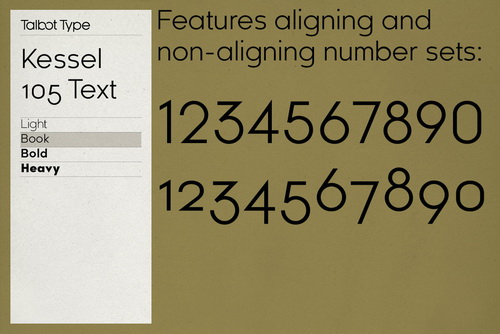 Talbot Type
Kessel
105 Text
Light
Book
Bold
Heavy
Features aligning and
non-aligning number sets:
1234567890
1234567890